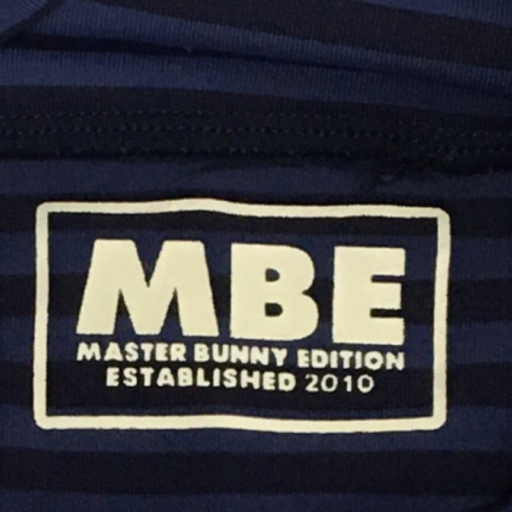 MBE
MASTER BUNNY EDITION
ESTABLISHED 2010